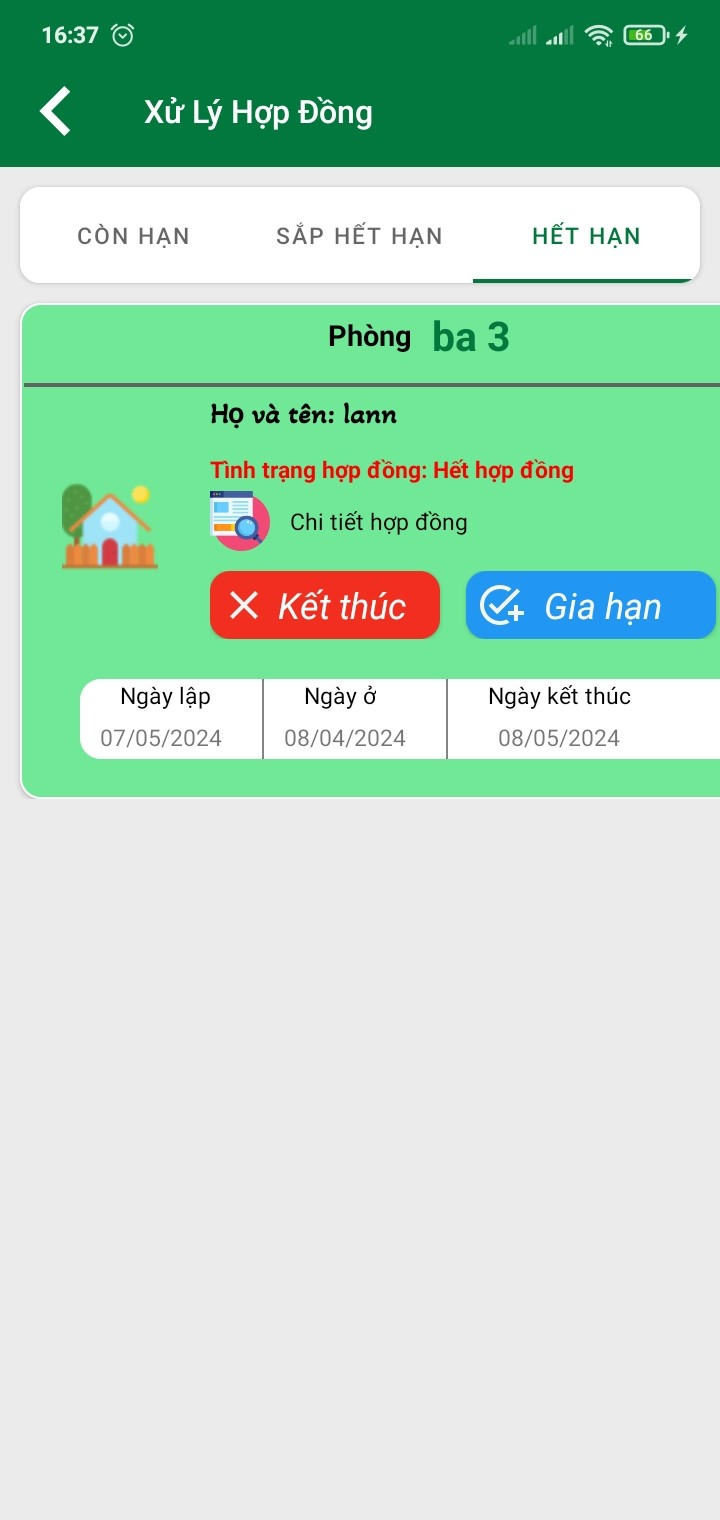 16:37 66
Xử Lý Hợp Đồng
CÒN HẠN SẮP HẾT HẠN HẾT HẠN
Phòng ba 3
Họ và tên: lann
Tình trạng hợp đồng: Hết hợp đồng
Chi tiết hợp đồng
Kết thúc Gia hạn
Ngày lập Ngày ở Ngày kết thúc
07/05/2024 08/04/2024 08/05/2024